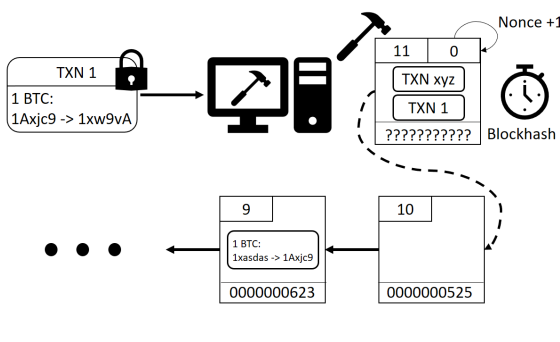 Nonce +1
11
0
TXN 1
TXN xyz
1 BTC:
1Axjc9 -> 1xw9vA
TXN 1
???????????
Blockhash
9
10
1 BTC:
1xasdas -> 1Axjc9
0000000623
0000000525